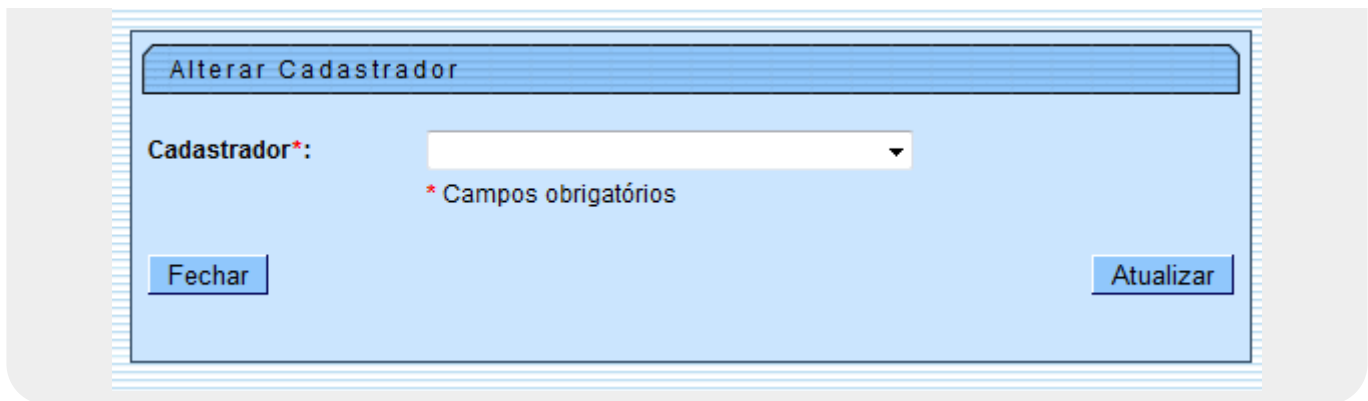 Alterar Cadastrador
Cadastrador*:
* Campos obrigatórios
Fechar
Atualizar